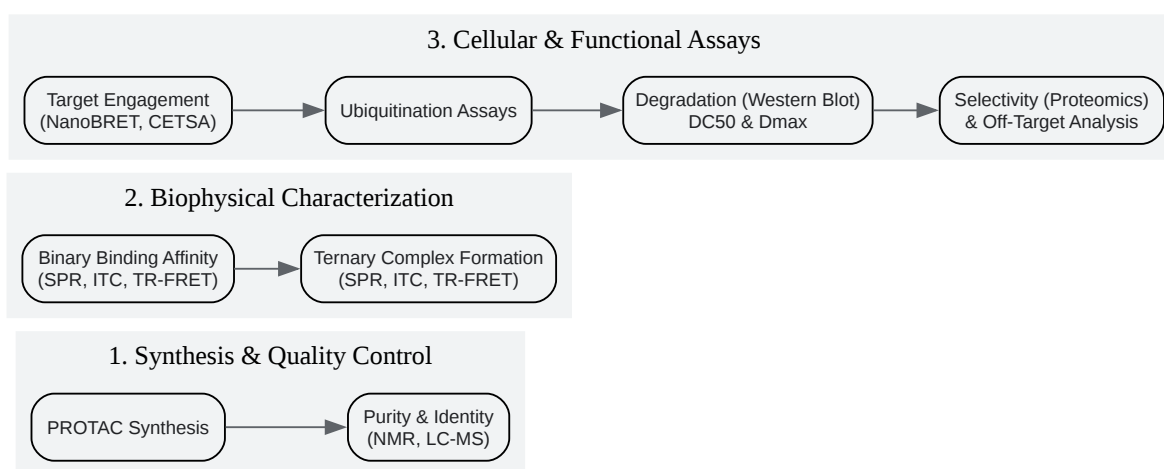 3. Cellular & Functional Assays
Target Engagement
(NanoBRET, CETSA)
Ubiquitination Assays
Degradation (Western Blot)
DC50 & Dmax
Selectivity (Proteomics)
& Off-Target Analysis
2. Biophysical Characterization
Binary Binding Affinity
(SPR, ITC, TR-FRET)
Ternary Complex Formation
(SPR, ITC, TR-FRET)
1. Synthesis & Quality Control
PROTAC Synthesis
Purity & Identity
(NMR, LC-MS)